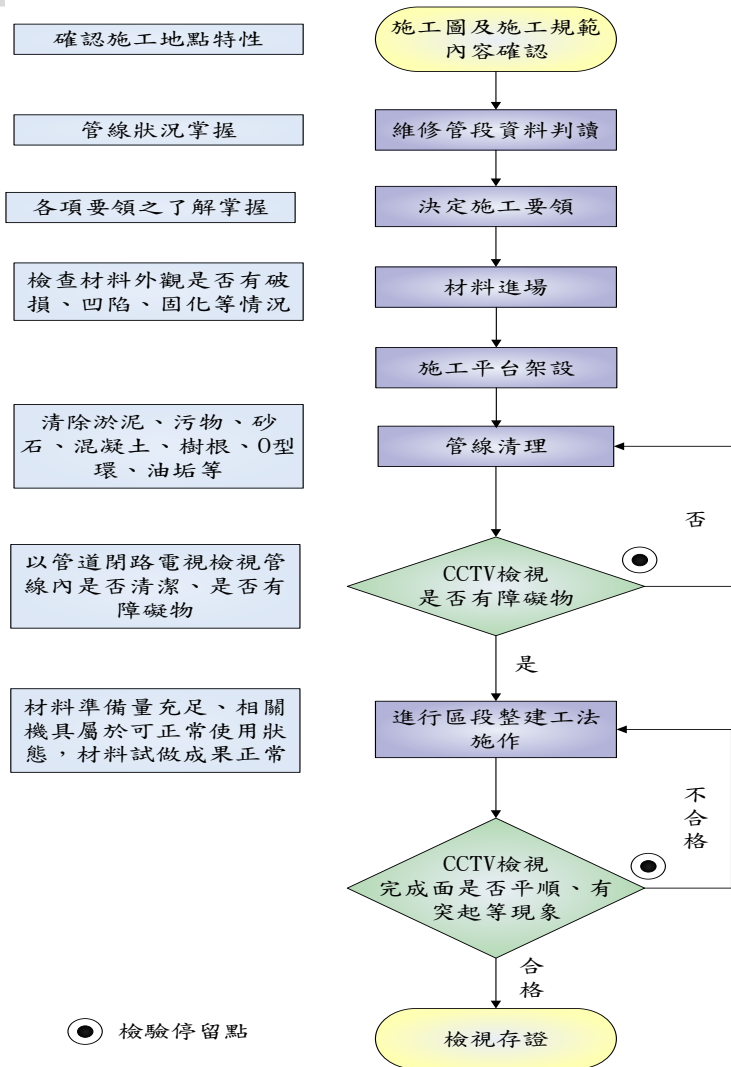 確認施工地點特性
施工圖及施工規範
內容確認
管線狀況掌握
維修管段資料判讀
各項要領之了解掌握
決定施工要領
檢查材料外觀是否有破
損、凹陷、固化等情況
材料進場
施工平台架設
清除淤泥、污物、砂
石、混凝土、樹根、O型
環、油垢等
管線清理
否
以管道閉路電視檢視管
線內是否清潔、是否有
障礙物
CCTV檢視
是否有障礙物
是
材料準備量充足、相關
機具屬於可正常使用狀
態，材料試做成果正常
進行區段整建工法
施作
不
合
格
CCTV檢視
完成面是否平順、有
突起等現象
合
格
檢驗停留點
檢視存證